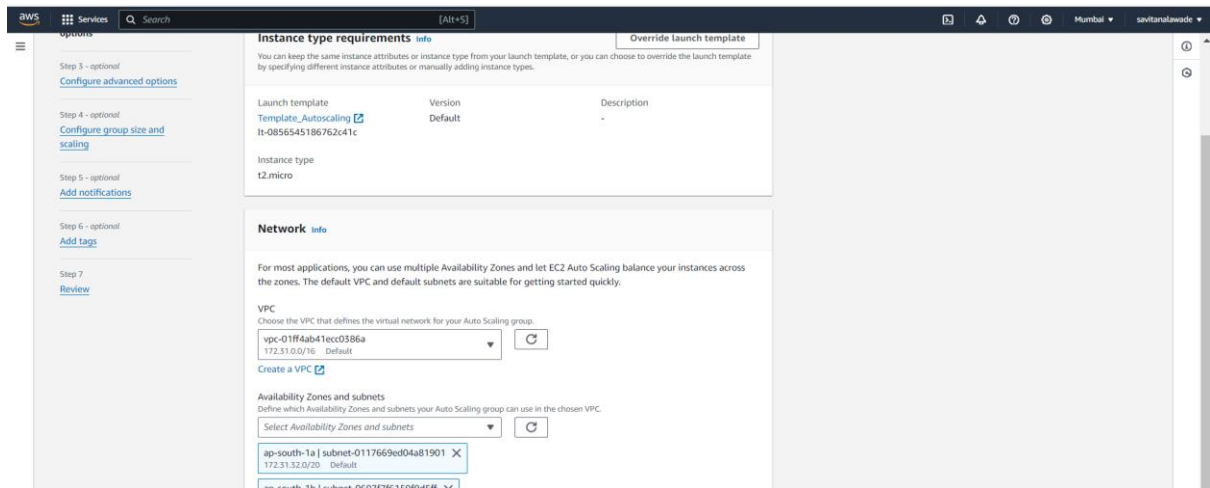 aws
Services
Search
[Alt+S]
Mumbai
savitanalawade
options
Step 3 - optional
Configure advanced options
Step 4 - optional
Configure group size and
scaling
Step 5 - optional
Add notifications
Step 6 - optional
Add tags
Step 7
Review
Instance type requirements Info
Override launch template
You can keep the same instance attributes or instance type from your launch template, or you can choose to override the launch template
by specifying different instance attributes or manually adding instance types.
Launch template
Template_Autoscaling
lt-0856545186762c41c
Version
Default
Description
-
Instance type
t2.micro
Network Info
For most applications, you can use multiple Availability Zones and let EC2 Auto Scaling balance your instances across
the zones. The default VPC and default subnets are suitable for getting started quickly.
VPC
Choose the VPC that defines the virtual network for your Auto Scaling group.
vpc-01ff4ab41ecc0386a
172.31.0.0/16 Default
Create a VPC
Availability Zones and subnets
Define which Availability Zones and subnets your Auto Scaling group can use in the chosen VPC.
Select Availability Zones and subnets
ap-south-1a | subnet-0117669ed04a81901
172.31.32.0/20 Default
ap-south-1b |